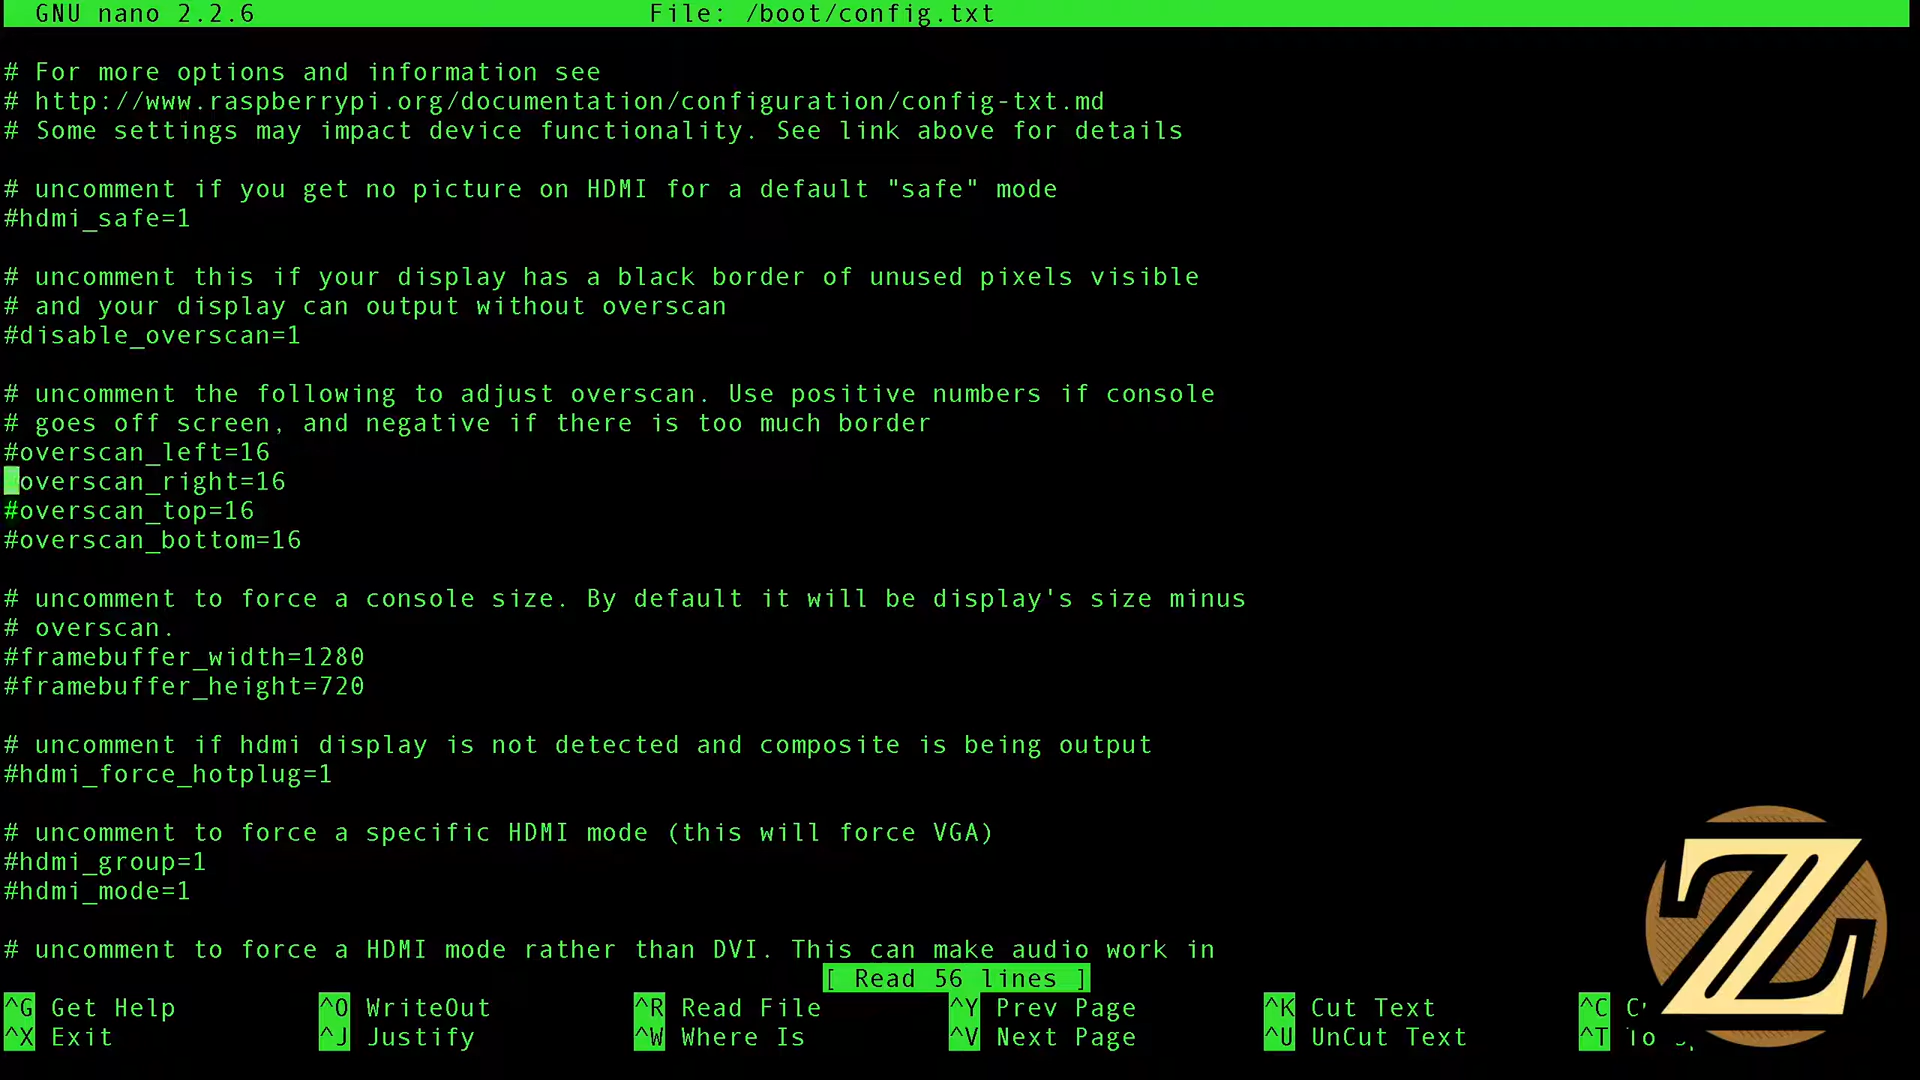 GNU nano 2.2.6 File: /boot/config.txt
# For more options and information see
# http://www.raspberrypi.org/documentation/configuration/config-txt.md
# Some settings may impact device functionality. See link above for details
# uncomment if you get no picture on HDMI for a default "safe" mode
#hdmi_safe=1
# uncomment this if your display has a black border of unused pixels visible
# and your display can output without overscan
#disable_overscan=1
# uncomment the following to adjust overscan. Use positive numbers if console
# goes off screen, and negative if there is too much border
#overscan_left=16
#overscan_right=16
#overscan_top=16
#overscan_bottom=16
# uncomment to force a console size. By default it will be display's size minus
# overscan.
#framebuffer_width=1280
#framebuffer_height=720
# uncomment if hdmi display is not detected and composite is being output
#hdmi_force_hotplug=1
# uncomment to force a specific HDMI mode (this will force VGA)
#hdmi_group=1
#hdmi_mode=1
# uncomment to force a HDMI mode rather than DVI. This can make audio work in
[ Read 56 lines ]
^G Get Help ^O WriteOut ^R Read File ^Y Prev Page ^K Cut Text ^C
^X Exit ^J Justify ^W Where Is ^V Next Page ^U UnCut Text ^T To
Z